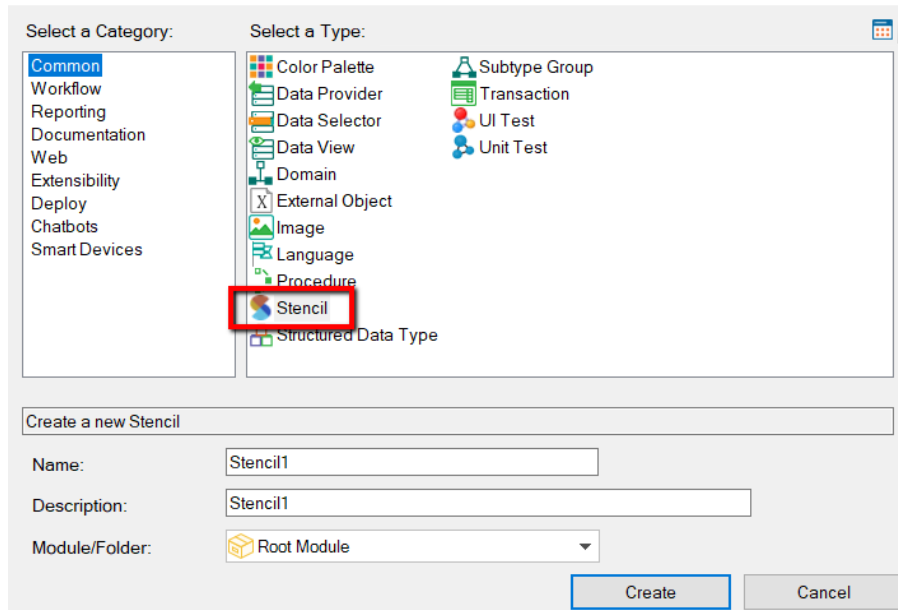 Select a Category:
Select a Type:
Common
Workflow
Reporting
Documentation
Web
Extensibility
Deploy
Chatbots
Smart Devices
Color Palette
Data Provider
Data Selector
Data View
Domain
External Object
Image
Language
Procedure
Stencil
Structured Data Type
Subtype Group
Transaction
UI Test
Unit Test
Create a new Stencil
Name:
Stencil1
Description:
Stencil1
Module/Folder:
Root Module
Create
Cancel